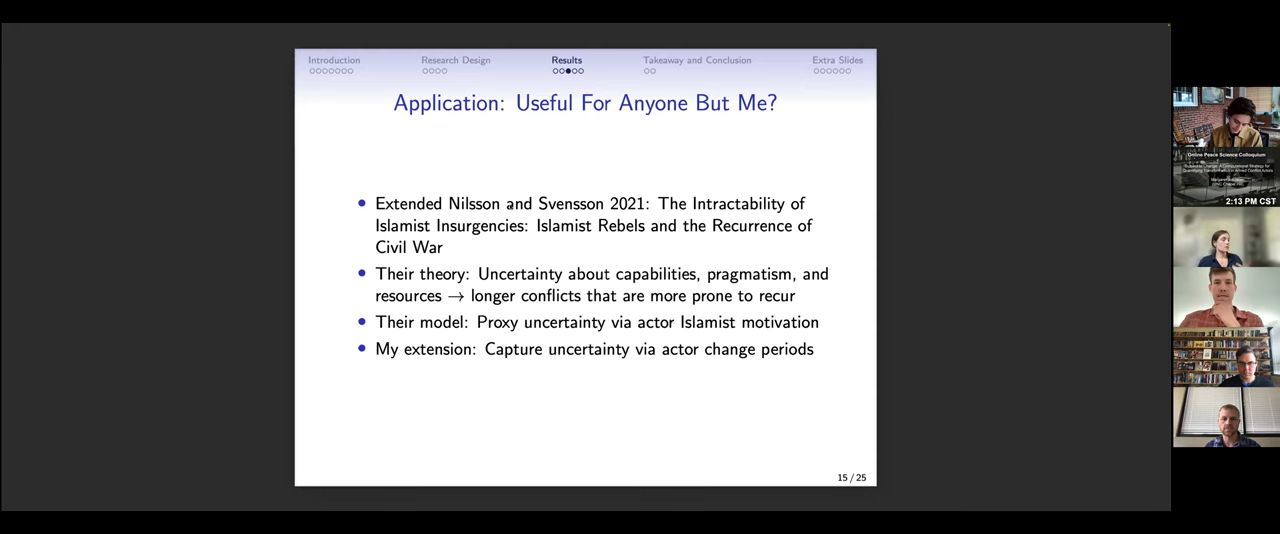 Introduction
Research Design
Results
Takeaway and Conclusion
Extra Slides
Application: Useful For Anyone But Me?
Extended Nilsson and Svensson 2021: The Intractability of
Islamist Insurgencies: Islamist Rebels and the Recurrence of
Civil War
Their theory: Uncertainty about capabilities, pragmatism, and
resources → longer conflicts that are more prone to recur
Their model: Proxy uncertainty via actor Islamist motivation
My extension: Capture uncertainty via actor change periods
15 / 25
Online Peace Science Colloquium
2:13 PM CST